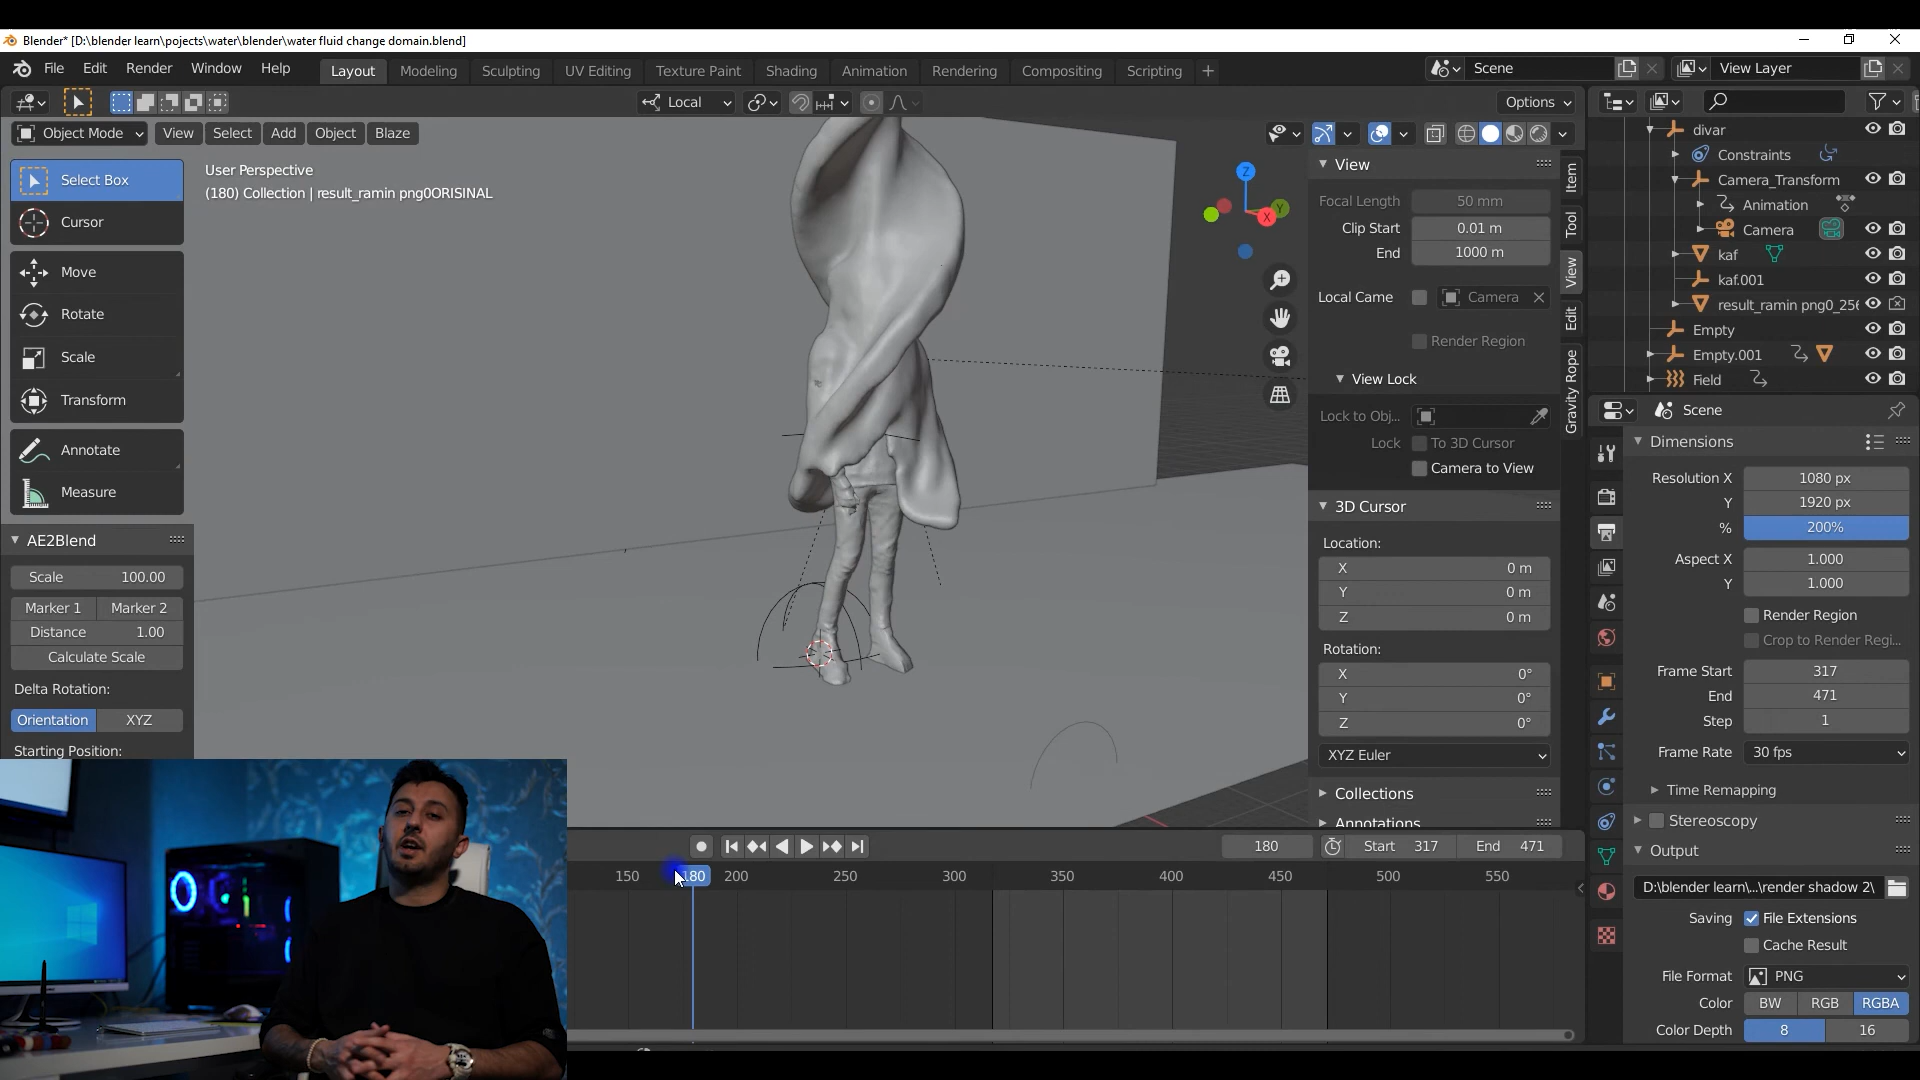 Blender* [D:\blender learn\pojects\water\blender\water fluid change domain.blend]
File Edit Render Window Help
Layout Modeling Sculpting UV Editing Texture Paint Shading Animation Rendering Compositing Scripting +
Scene
View Layer
Local
Options
Object Mode View Select Add Object Blaze
Select Box
Cursor
Move
Rotate
Scale
Transform
Annotate
Measure
AE2Blend
Scale 100.00
Marker 1 Marker 2
Distance 1.00
Calculate Scale
Delta Rotation:
Orientation XYZ
Starting Position:
User Perspective
(180) Collection | result_ramin png0ORISINAL
Z
Y
X
View
Focal Length 50 mm
Clip Start 0.01 m
End 1000 m
Local Came Camera
Render Region
View Lock
Lock to Obj...
Lock To 3D Cursor
Camera to View
3D Cursor
Location:
X 0 m
Y 0 m
Z 0 m
Rotation:
X 0°
Y 0°
Z 0°
XYZ Euler
Collections
Annotations
Item
Tool
View
Edit
Gravity Rope
divar
Constraints
Camera_Transform
Animation
Camera
kaf
kaf.001
result_ramin png0_256
Empty
Empty.001
Field
Scene
Dimensions
Resolution X 1080 px
Y 1920 px
% 200%
Aspect X 1.000
Y 1.000
Render Region
Crop to Render Regi...
Frame Start 317
End 471
Step 1
Frame Rate 30 fps
Time Remapping
Stereoscopy
Output
D:\blender learn\...\render shadow 2\
Saving File Extensions
Cache Result
File Format PNG
Color BW RGB RGBA
Color Depth 8 16
180 Start 317 End 471
150 180 200 250 300 350 400 450 500 550